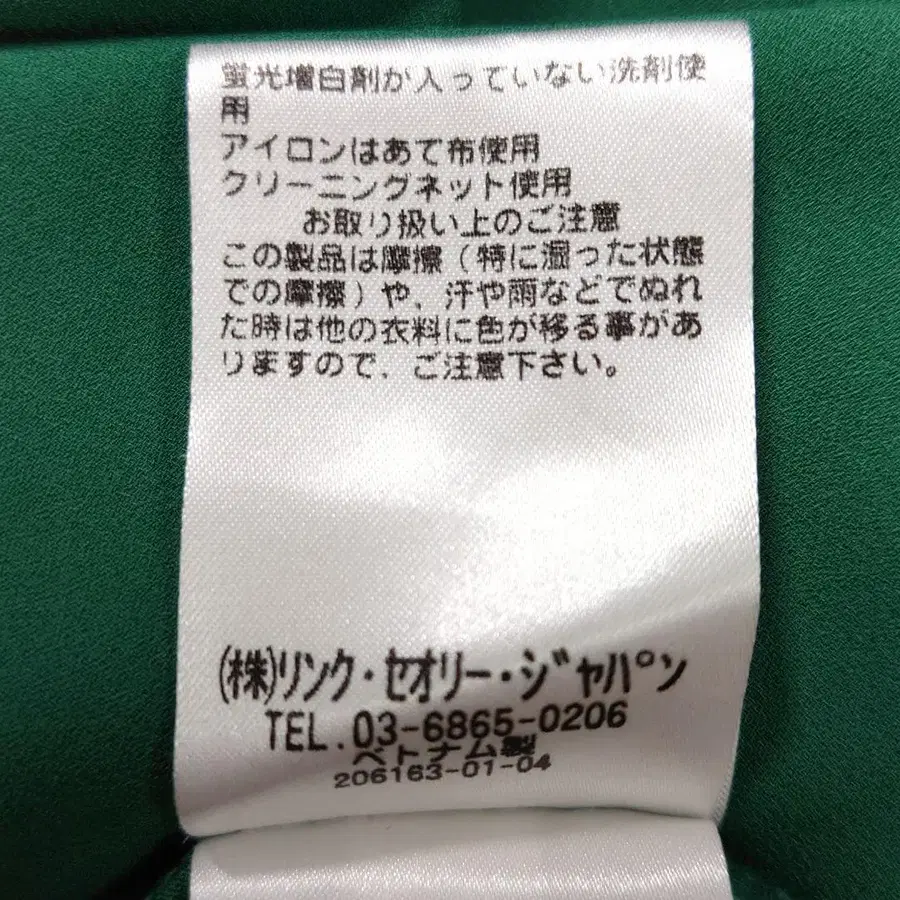 蛍光増白剤が入っていない洗剤使
用
アイロンはあて布使用
クリーニングネット使用
お取り扱い上のご注意
この製品は摩擦（特に湿った状態
での摩擦）や、汗や雨などでぬれ
た時は他の衣料に色が移る事があ
りますので、ご注意下さい。
(株)リンク・セオリー・ジャパン
TEL.03-6865-0206
ベトナム製
206163-01-04